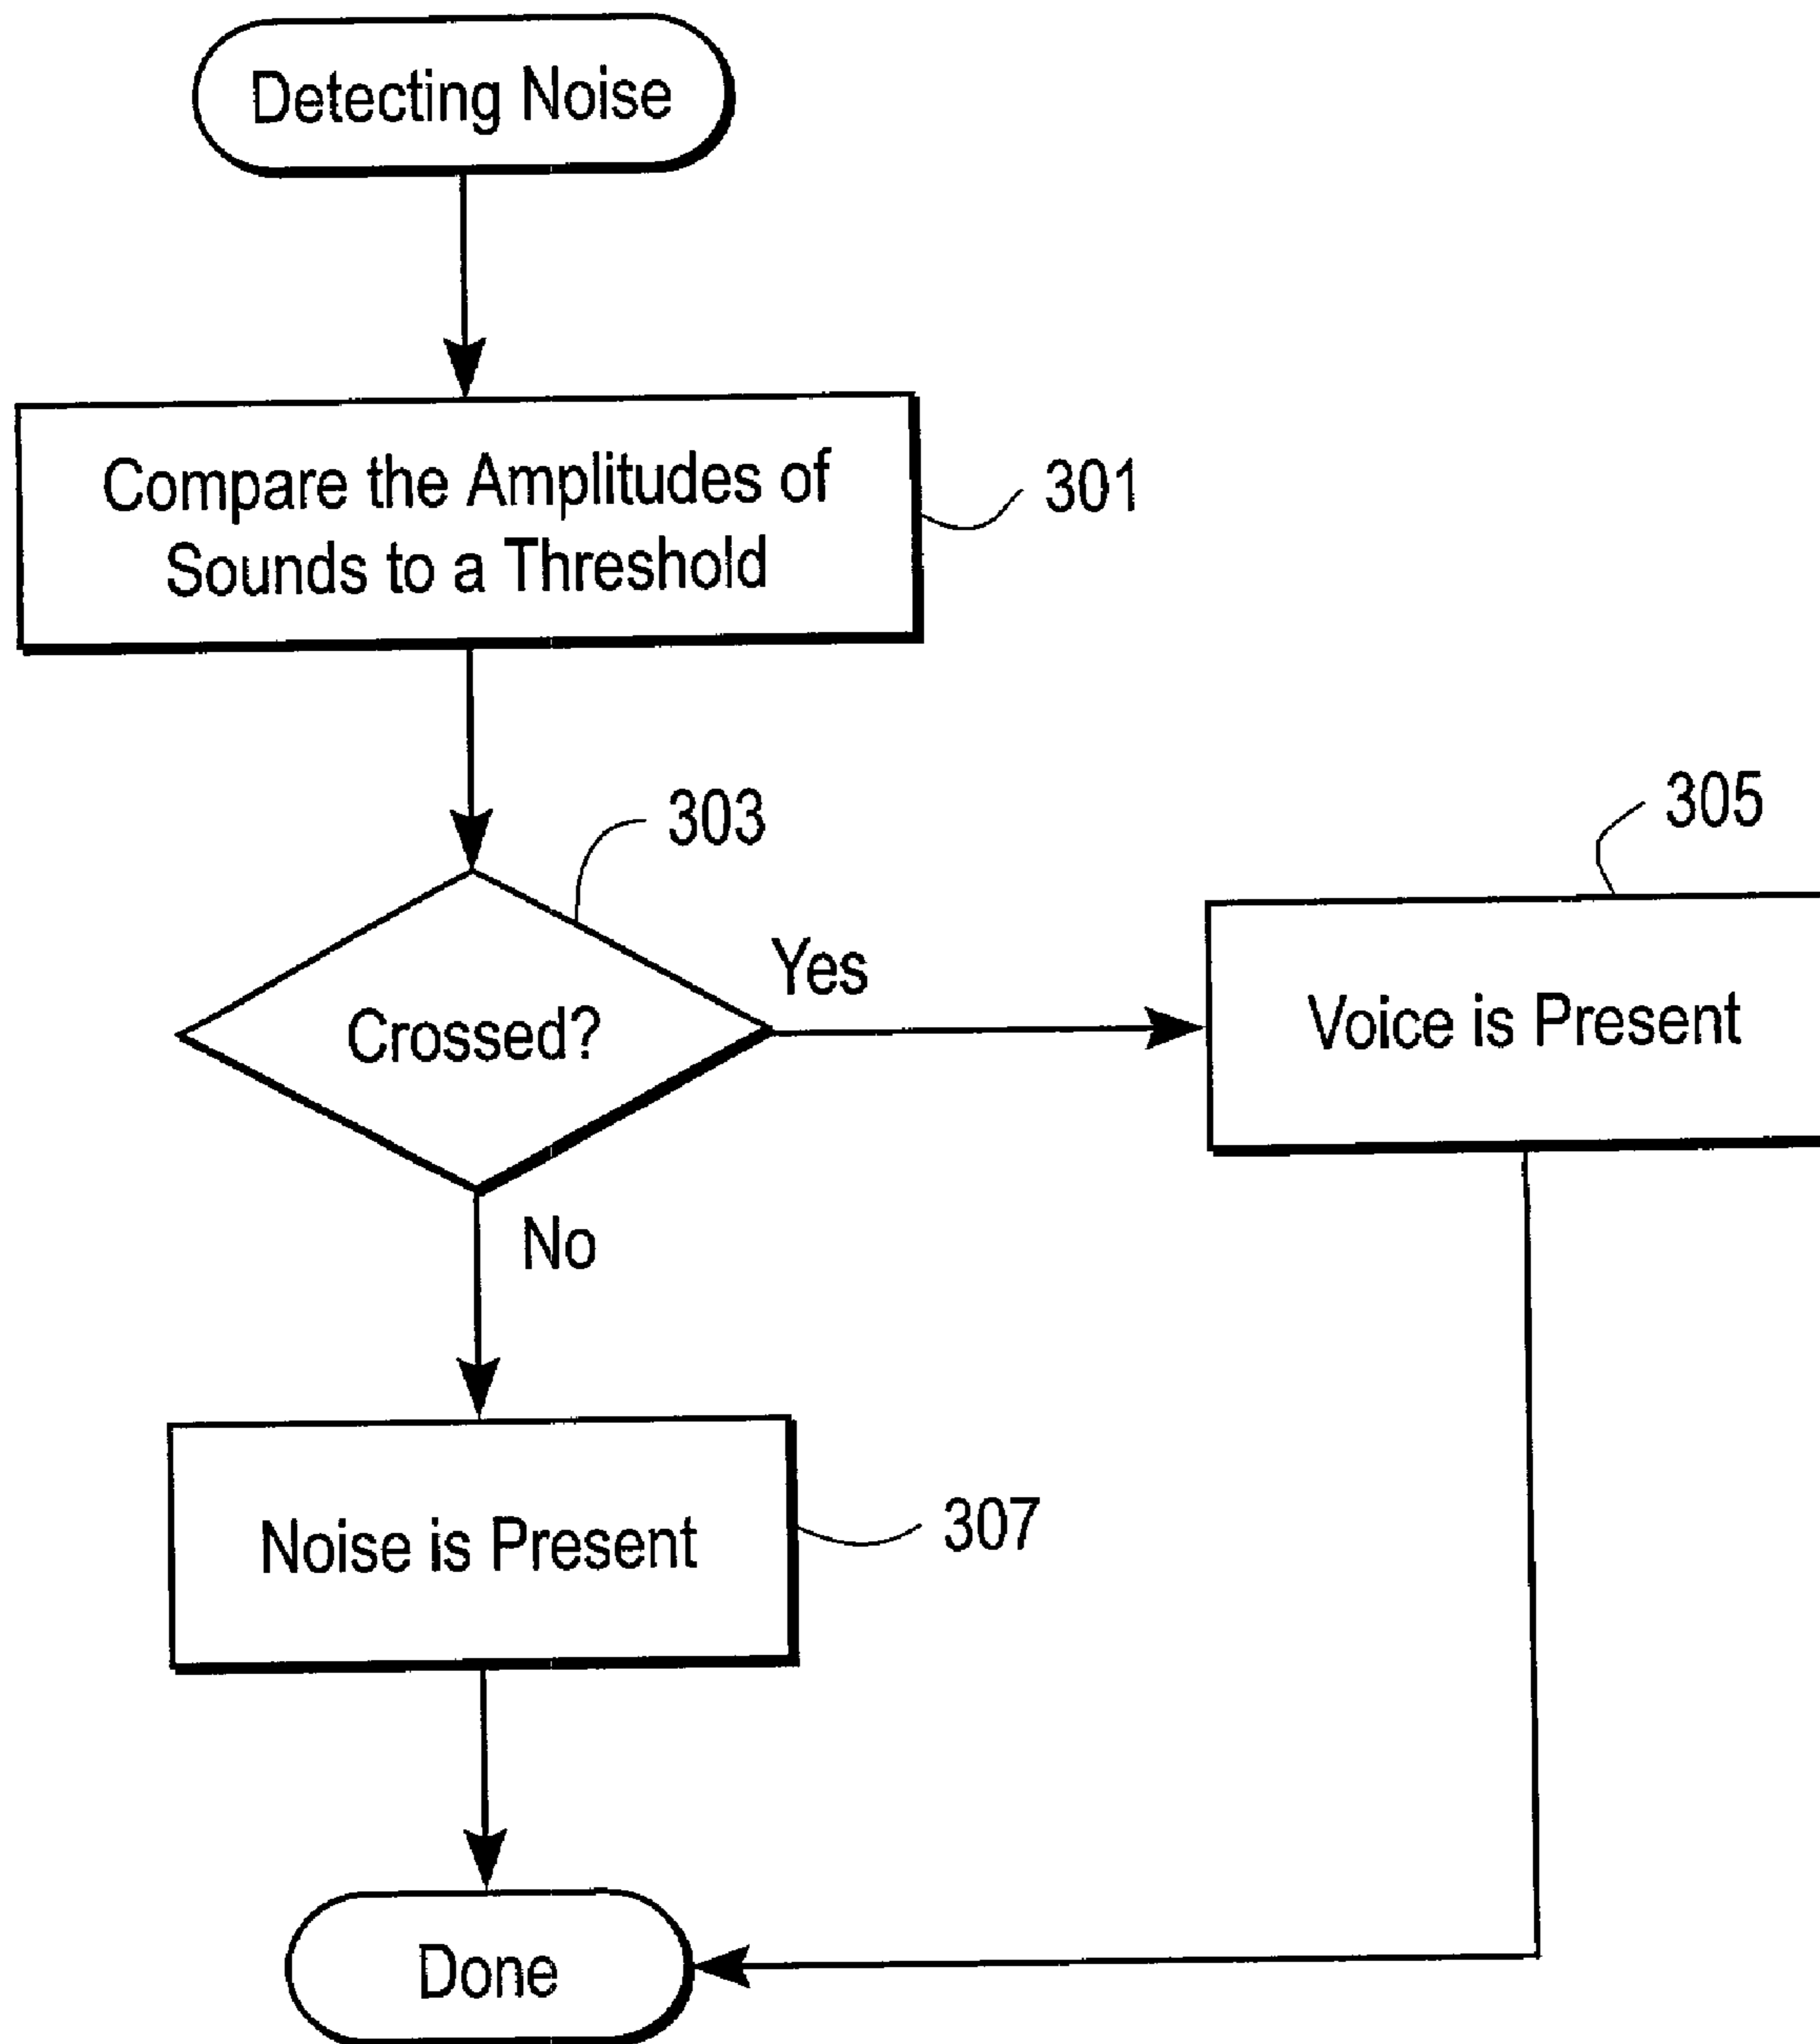 Detecting Noise
Compare the Amplitudes of
Sounds to a Threshold
301
303
305
Crossed?
Yes
Voice is Present
No
Noise is Present
307
Done